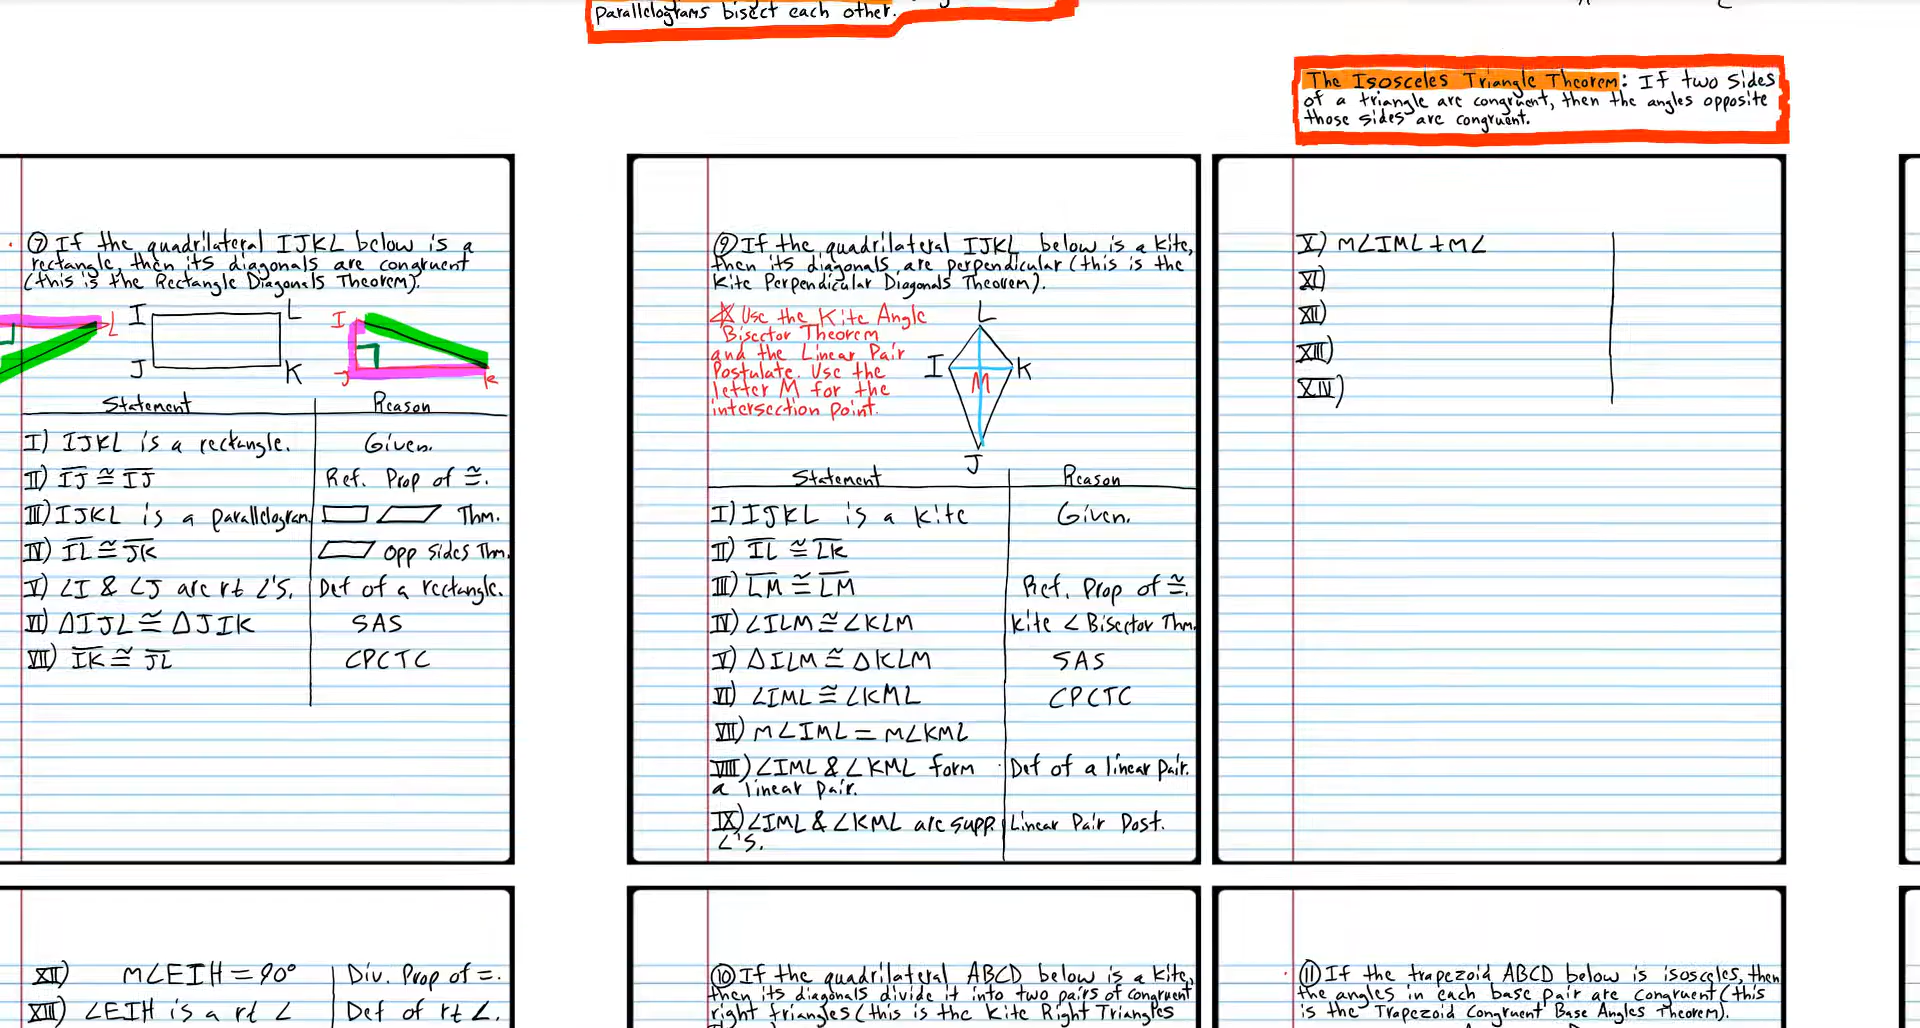 parallelograms bisect each other.
The Isosceles Triangle Theorem: If two sides
of a triangle are congruent, then the angles opposite
those sides are congruent.
⑦ If the quadrilateral IJKL below is a
rectangle, then its diagonals are congruent
(this is the Rectangle Diagonals Theorem).
L
I L
J K
I
J K
Statement Reason
I) IJKL is a rectangle. Given.
II) IJ ≅ IJ Ref. Prop of ≅.
III) IJKL is a parallelogram Thm.
IV) IL ≅ JK opp sides Thm.
V) ∠I & ∠J are rt ∠'s. Def of a rectangle.
VI) ΔIJL ≅ ΔJIK SAS
VII) IK ≅ JL CPCTC
⑨ If the quadrilateral IJKL below is a kite,
then its diagonals are perpendicular (this is the
Kite Perpendicular Diagonals Theorem).
Use the Kite Angle
Bisector Theorem
and the Linear Pair
Postulate. Use the
letter M for the
intersection point.
L
I K
M
J
Statement Reason
I) IJKL is a kite Given.
II) IL ≅ LK
III) LM ≅ LM Ref. Prop of ≅.
IV) ∠ILM ≅ ∠KLM Kite ∠ Bisector Thm.
V) ΔILM ≅ ΔKLM SAS
VI) ∠IML ≅ ∠KML CPCTC
VII) m∠IML = m∠KML
VIII) ∠IML & ∠KML form Def of a linear pair.
a linear pair.
IX) ∠IML & ∠KML are supp. Linear Pair Post.
∠'s.
X) m∠IML + m∠
XI)
XII)
XIII)
XIV)
XII) m∠EIH = 90° Div. Prop of =.
XIII) ∠EIH is a rt ∠ Def of rt ∠.
⑩ If the quadrilateral ABCD below is a kite,
then its diagonals divide it into two pairs of congruent
right triangles (this is the Kite Right Triangles
⑪ If the trapezoid ABCD below is isosceles, then
the angles in each base pair are congruent (this
is the Trapezoid Congruent Base Angles Theorem).